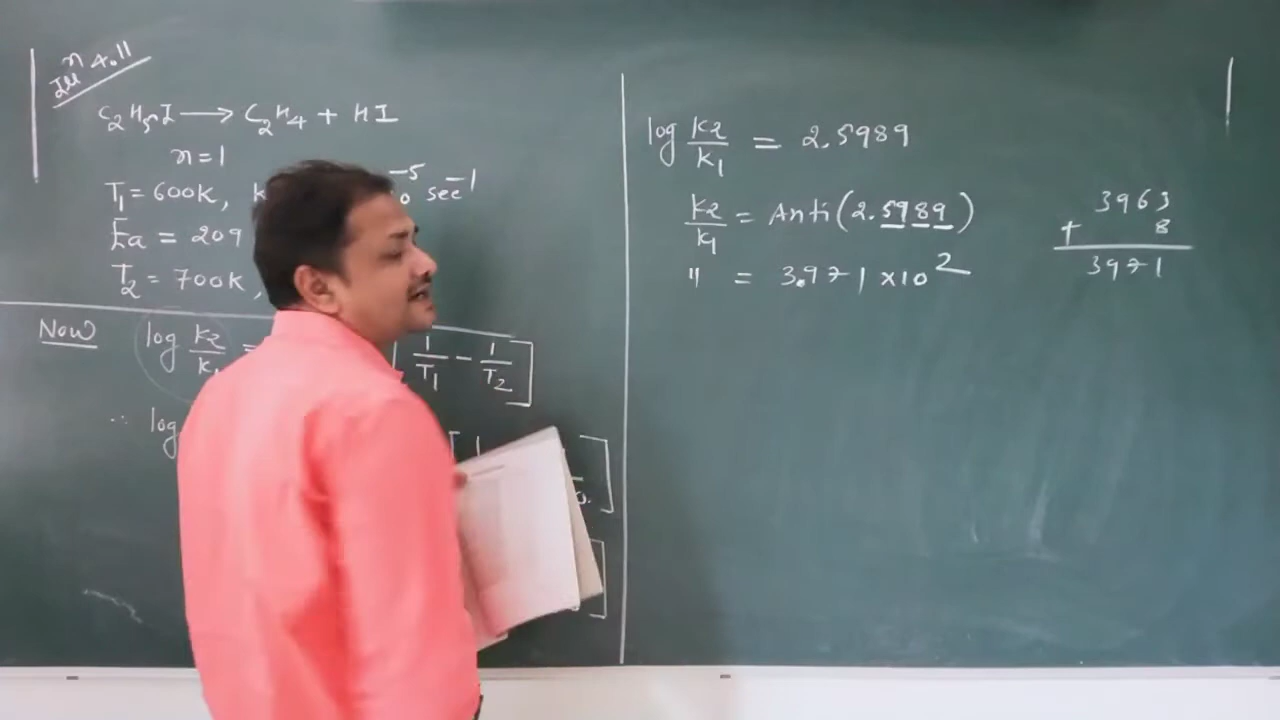 Illⁿ 4.11
C₂H₅I ⟶ C₂H₄ + HI
n = 1
T₁ = 600K, k −5 sec⁻¹
Ea = 209
T₂ = 700K,
Now log K₂/K₁ = 1/T₁ − 1/T₂ ]
∴ log
log K₂/K₁ = 2.5989
K₂/K₁ = Anti(2.5989)
" = 3.971 ×10²
3963
+ 8
3971